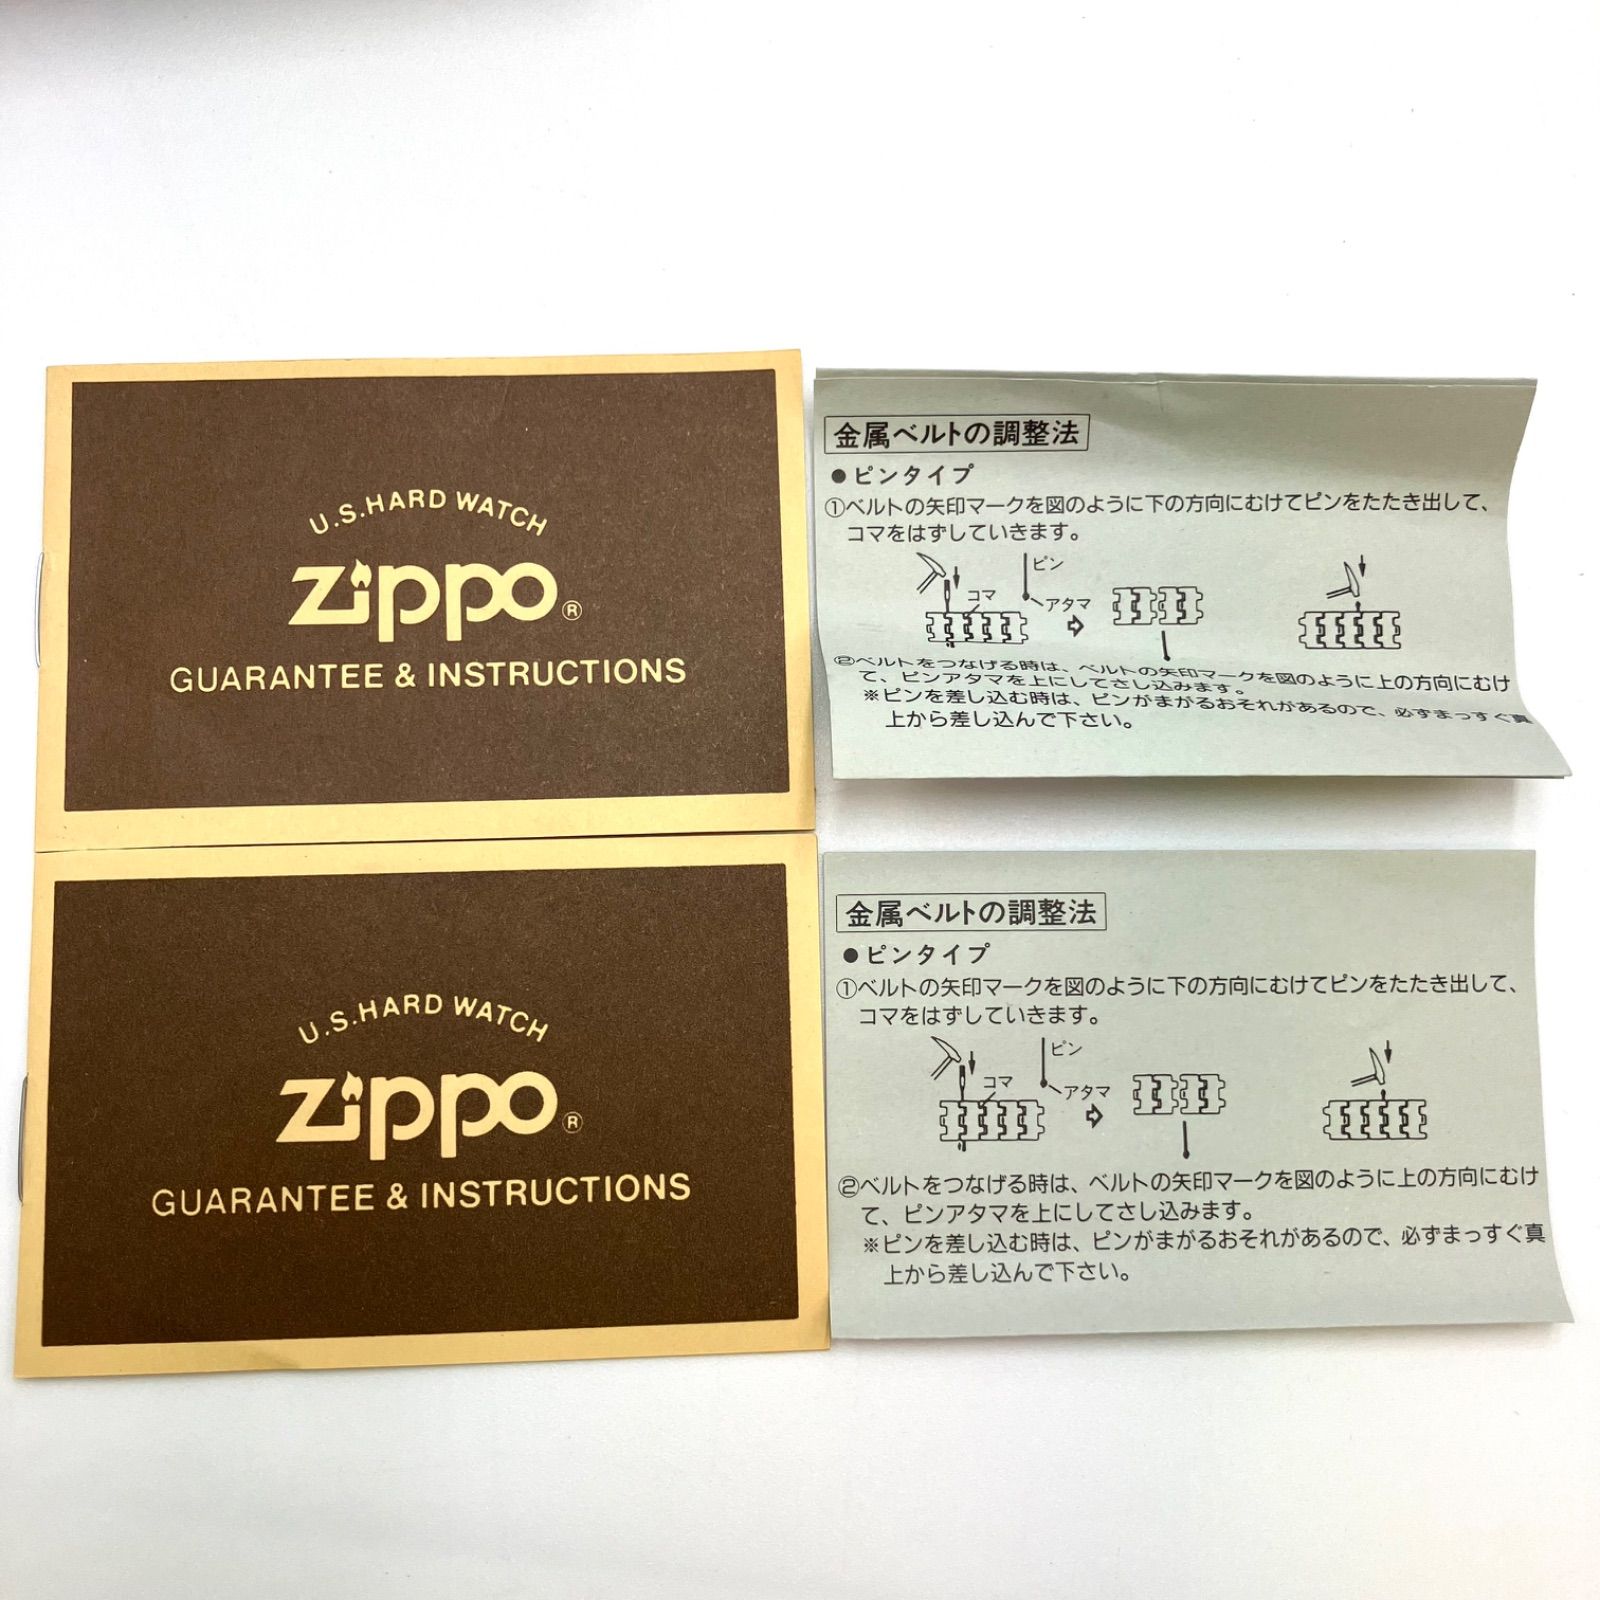 U.S.HARD WATCH
Zippo®
GUARANTEE & INSTRUCTIONS
金属ベルトの調整法
●ピンタイプ
①ベルトの矢印マークを図のように下の方向にむけてピンをたたき出して、
コマをはずしていきます。
ピン
コマ
アタマ
②ベルトをつなげる時は、ベルトの矢印マークを図のように上の方向にむけ
て、ピンアタマを上にしてさし込みます。
※ピンを差し込む時は、ピンがまがるおそれがあるので、必ずまっすぐ真
上から差し込んで下さい。
U.S.HARD WATCH
Zippo®
GUARANTEE & INSTRUCTIONS
金属ベルトの調整法
●ピンタイプ
①ベルトの矢印マークを図のように下の方向にむけてピンをたたき出して、
コマをはずしていきます。
ピン
コマ
アタマ
②ベルトをつなげる時は、ベルトの矢印マークを図のように上の方向にむけ
て、ピンアタマを上にしてさし込みます。
※ピンを差し込む時は、ピンがまがるおそれがあるので、必ずまっすぐ真
上から差し込んで下さい。